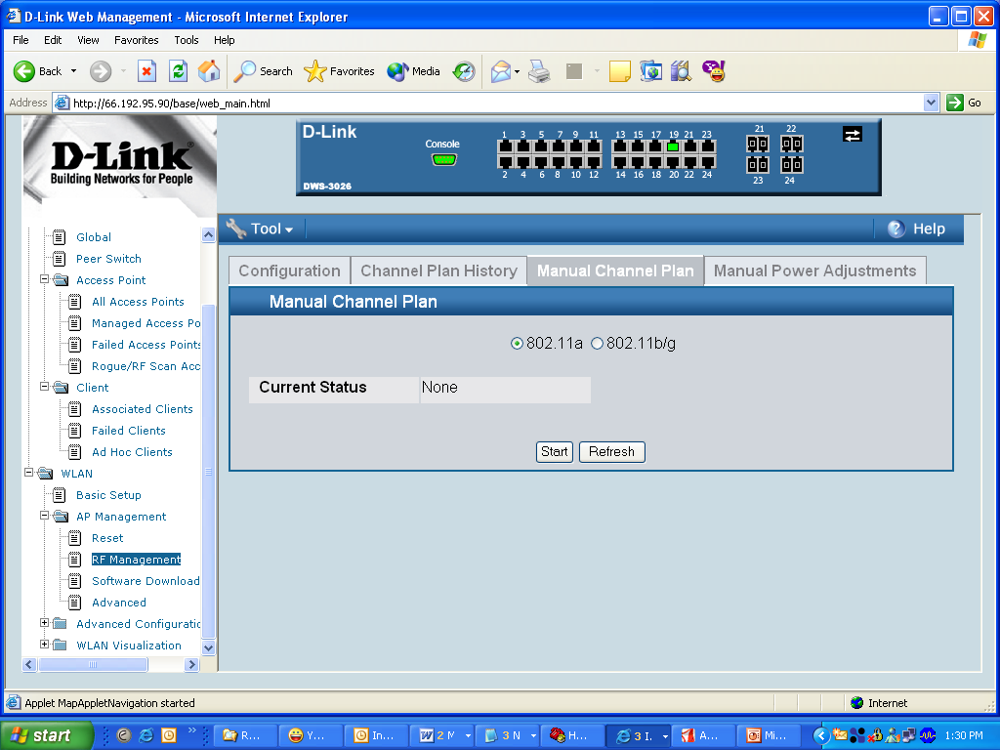 D-Link Web Management - Microsoft Internet Explorer
File Edit View Favorites Tools Help
Back Search Favorites Media
Address http://66.192.95.90/base/web_main.html Go
D-Link
Building Networks for People
D-Link
Console
DWS-3026
1 3 5 7 9 11 13 15 17 19 21 23
2 4 6 8 10 12 14 16 18 20 22 24
21 22
23 24
Tool Help
Global
Peer Switch
Access Point
All Access Points
Managed Access Po
Failed Access Points
Rogue/RF Scan Acc
Client
Associated Clients
Failed Clients
Ad Hoc Clients
WLAN
Basic Setup
AP Management
Reset
RF Management
Software Download
Advanced
Advanced Configuratio
WLAN Visualization
Configuration Channel Plan History Manual Channel Plan Manual Power Adjustments
Manual Channel Plan
802.11a 802.11b/g
Current Status None
Start Refresh
Applet MapAppletNavigation started Internet
start R... Y... In... 2 M 3 N H... 3 I. A... Mi... 1:30 PM